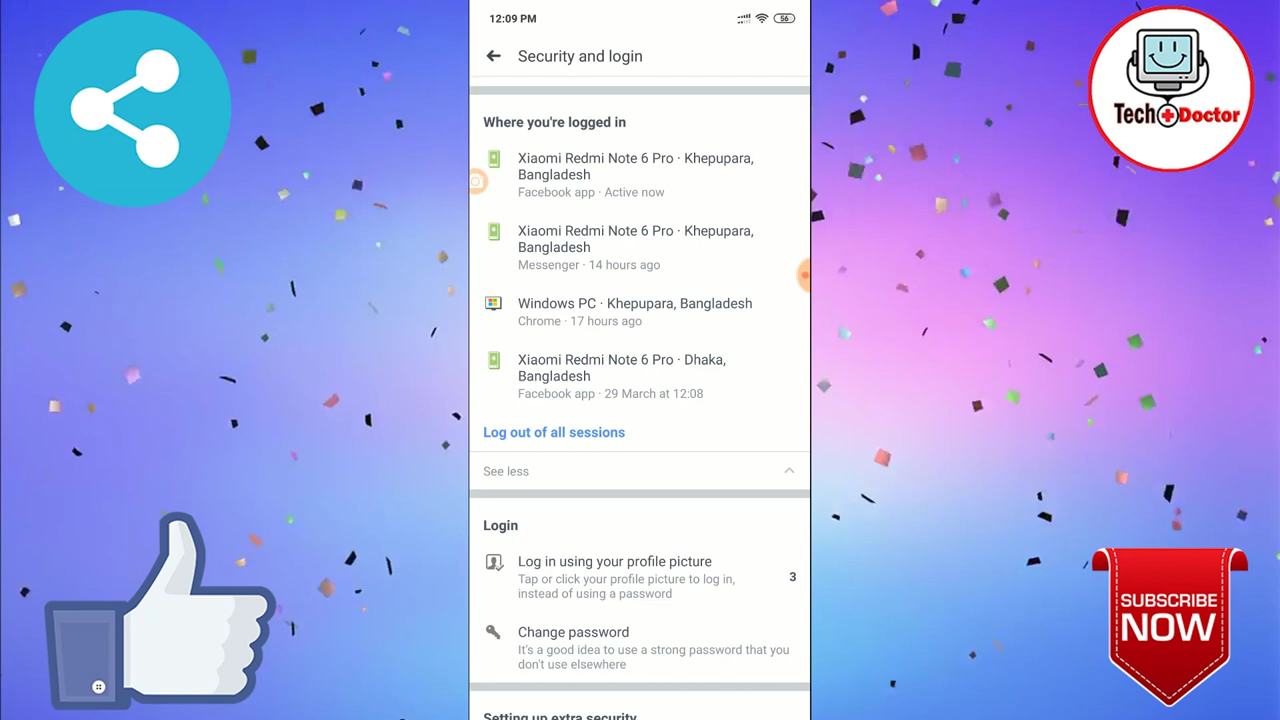 12:09 PM
56
Security and login
Where you're logged in
Xiaomi Redmi Note 6 Pro · Khepupara,
Bangladesh
Facebook app · Active now
Xiaomi Redmi Note 6 Pro · Khepupara,
Bangladesh
Messenger · 14 hours ago
Windows PC · Khepupara, Bangladesh
Chrome · 17 hours ago
Xiaomi Redmi Note 6 Pro · Dhaka,
Bangladesh
Facebook app · 29 March at 12:08
Log out of all sessions
See less
Login
Log in using your profile picture
Tap or click your profile picture to log in,
instead of using a password
3
Change password
It's a good idea to use a strong password that you
don't use elsewhere
Setting up extra security
Tech Doctor
SUBSCRIBE
NOW